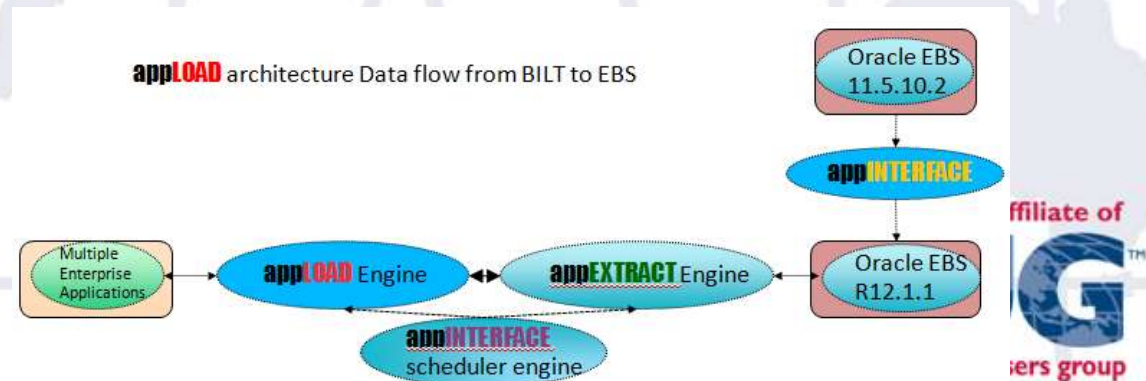 appLOAD architecture Data flow from BILT to EBS
Oracle EBS
11.5.10.2
appINTERFACE
Multiple
Enterprise
Applications
appLOAD Engine
appEXTRACT Engine
Oracle EBS
R12.1.1
appINTERFACE
scheduler engine
ffiliate of
G
TM
sers group